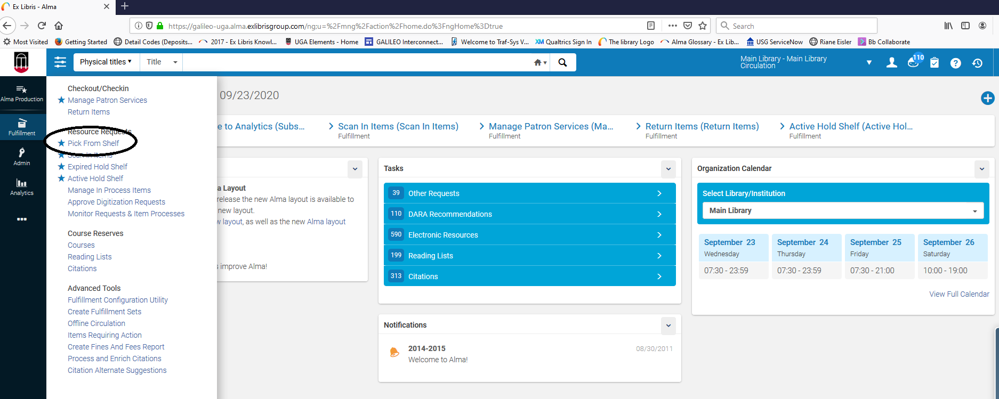 Ex Libris - Alma
https://galileo-uga.alma.exlibrisgroup.com/ng;u=%2Fmng%2Faction%2Fhome.do%3FngHome%3Dtrue
Search
Most Visited Getting Started Detail Codes (Deposits... 2017 - Ex Libris Knowl... UGA Elements - Home GALILEO Interconnect... Welcome to Traf-Sys V... XM Qualtrics Sign In The library Logo Alma Glossary - Ex Lib... USG ServiceNow Riane Eisler Bb Collaborate
Physical titles Title
Main Library - Main Library
Circulation
110
Alma Production
Fulfillment
Admin
Analytics
Checkout/Checkin
Manage Patron Services
Return Items
Resource Requests
Pick From Shelf
Scan In Items
Expired Hold Shelf
Active Hold Shelf
Manage In Process Items
Approve Digitization Requests
Monitor Requests & Item Processes
Course Reserves
Courses
Reading Lists
Citations
Advanced Tools
Fulfillment Configuration Utility
Create Fulfillment Sets
Offline Circulation
Items Requiring Action
Create Fines And Fees Report
Process and Enrich Citations
Citation Alternate Suggestions
09/23/2020
e to Analytics (Subs...
Scan In Items (Scan In Items)
Fulfillment
Manage Patron Services (Ma...
Fulfillment
Return Items (Return Items)
Fulfillment
Active Hold Shelf (Active Hol...
Fulfillment
a Layout
release the new Alma layout is available to
new layout.
w layout, as well as the new Alma layout
s improve Alma!
Tasks
39 Other Requests
110 DARA Recommendations
590 Electronic Resources
199 Reading Lists
313 Citations
Notifications
2014-2015 08/30/2011
Welcome to Alma!
Organization Calendar
Select Library/Institution
Main Library
September 23
Wednesday
07:30 - 23:59
September 24
Thursday
07:30 - 23:59
September 25
Friday
07:30 - 21:00
September 26
Saturday
10:00 - 19:00
View Full Calendar